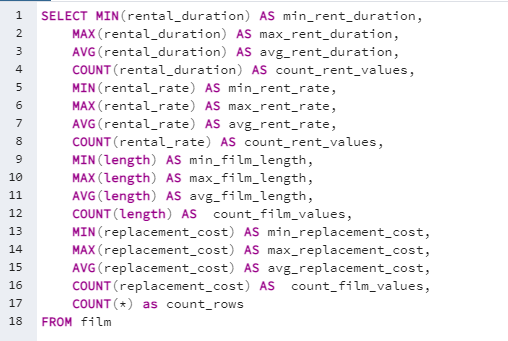 1 SELECT MIN(rental_duration) AS min_rent_duration,
2 MAX(rental_duration) AS max_rent_duration,
3 AVG(rental_duration) AS avg_rent_duration,
4 COUNT(rental_duration) AS count_rent_values,
5 MIN(rental_rate) AS min_rent_rate,
6 MAX(rental_rate) AS max_rent_rate,
7 AVG(rental_rate) AS avg_rent_rate,
8 COUNT(rental_rate) AS count_rent_values,
9 MIN(length) AS min_film_length,
10 MAX(length) AS max_film_length,
11 AVG(length) AS avg_film_length,
12 COUNT(length) AS  count_film_values,
13 MIN(replacement_cost) AS min_replacement_cost,
14 MAX(replacement_cost) AS max_replacement_cost,
15 AVG(replacement_cost) AS avg_replacement_cost,
16 COUNT(replacement_cost) AS  count_film_values,
17 COUNT(*) as count_rows
18 FROM film